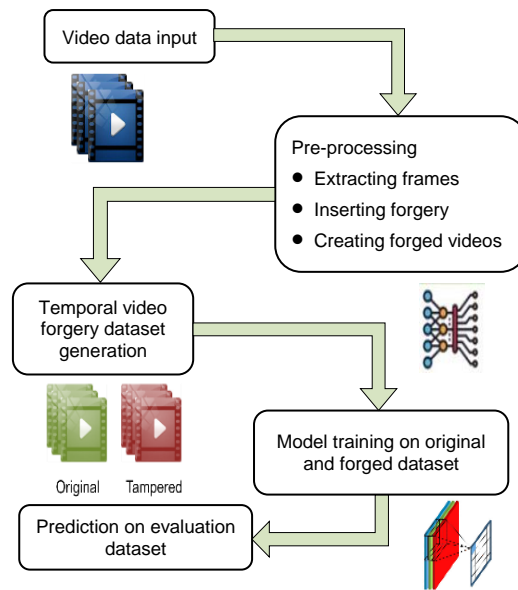 Video data input
Pre-processing
● Extracting frames
● Inserting forgery
● Creating forged videos
Temporal video
forgery dataset
generation
Original Tampered
Model training on original
and forged dataset
Prediction on evaluation
dataset